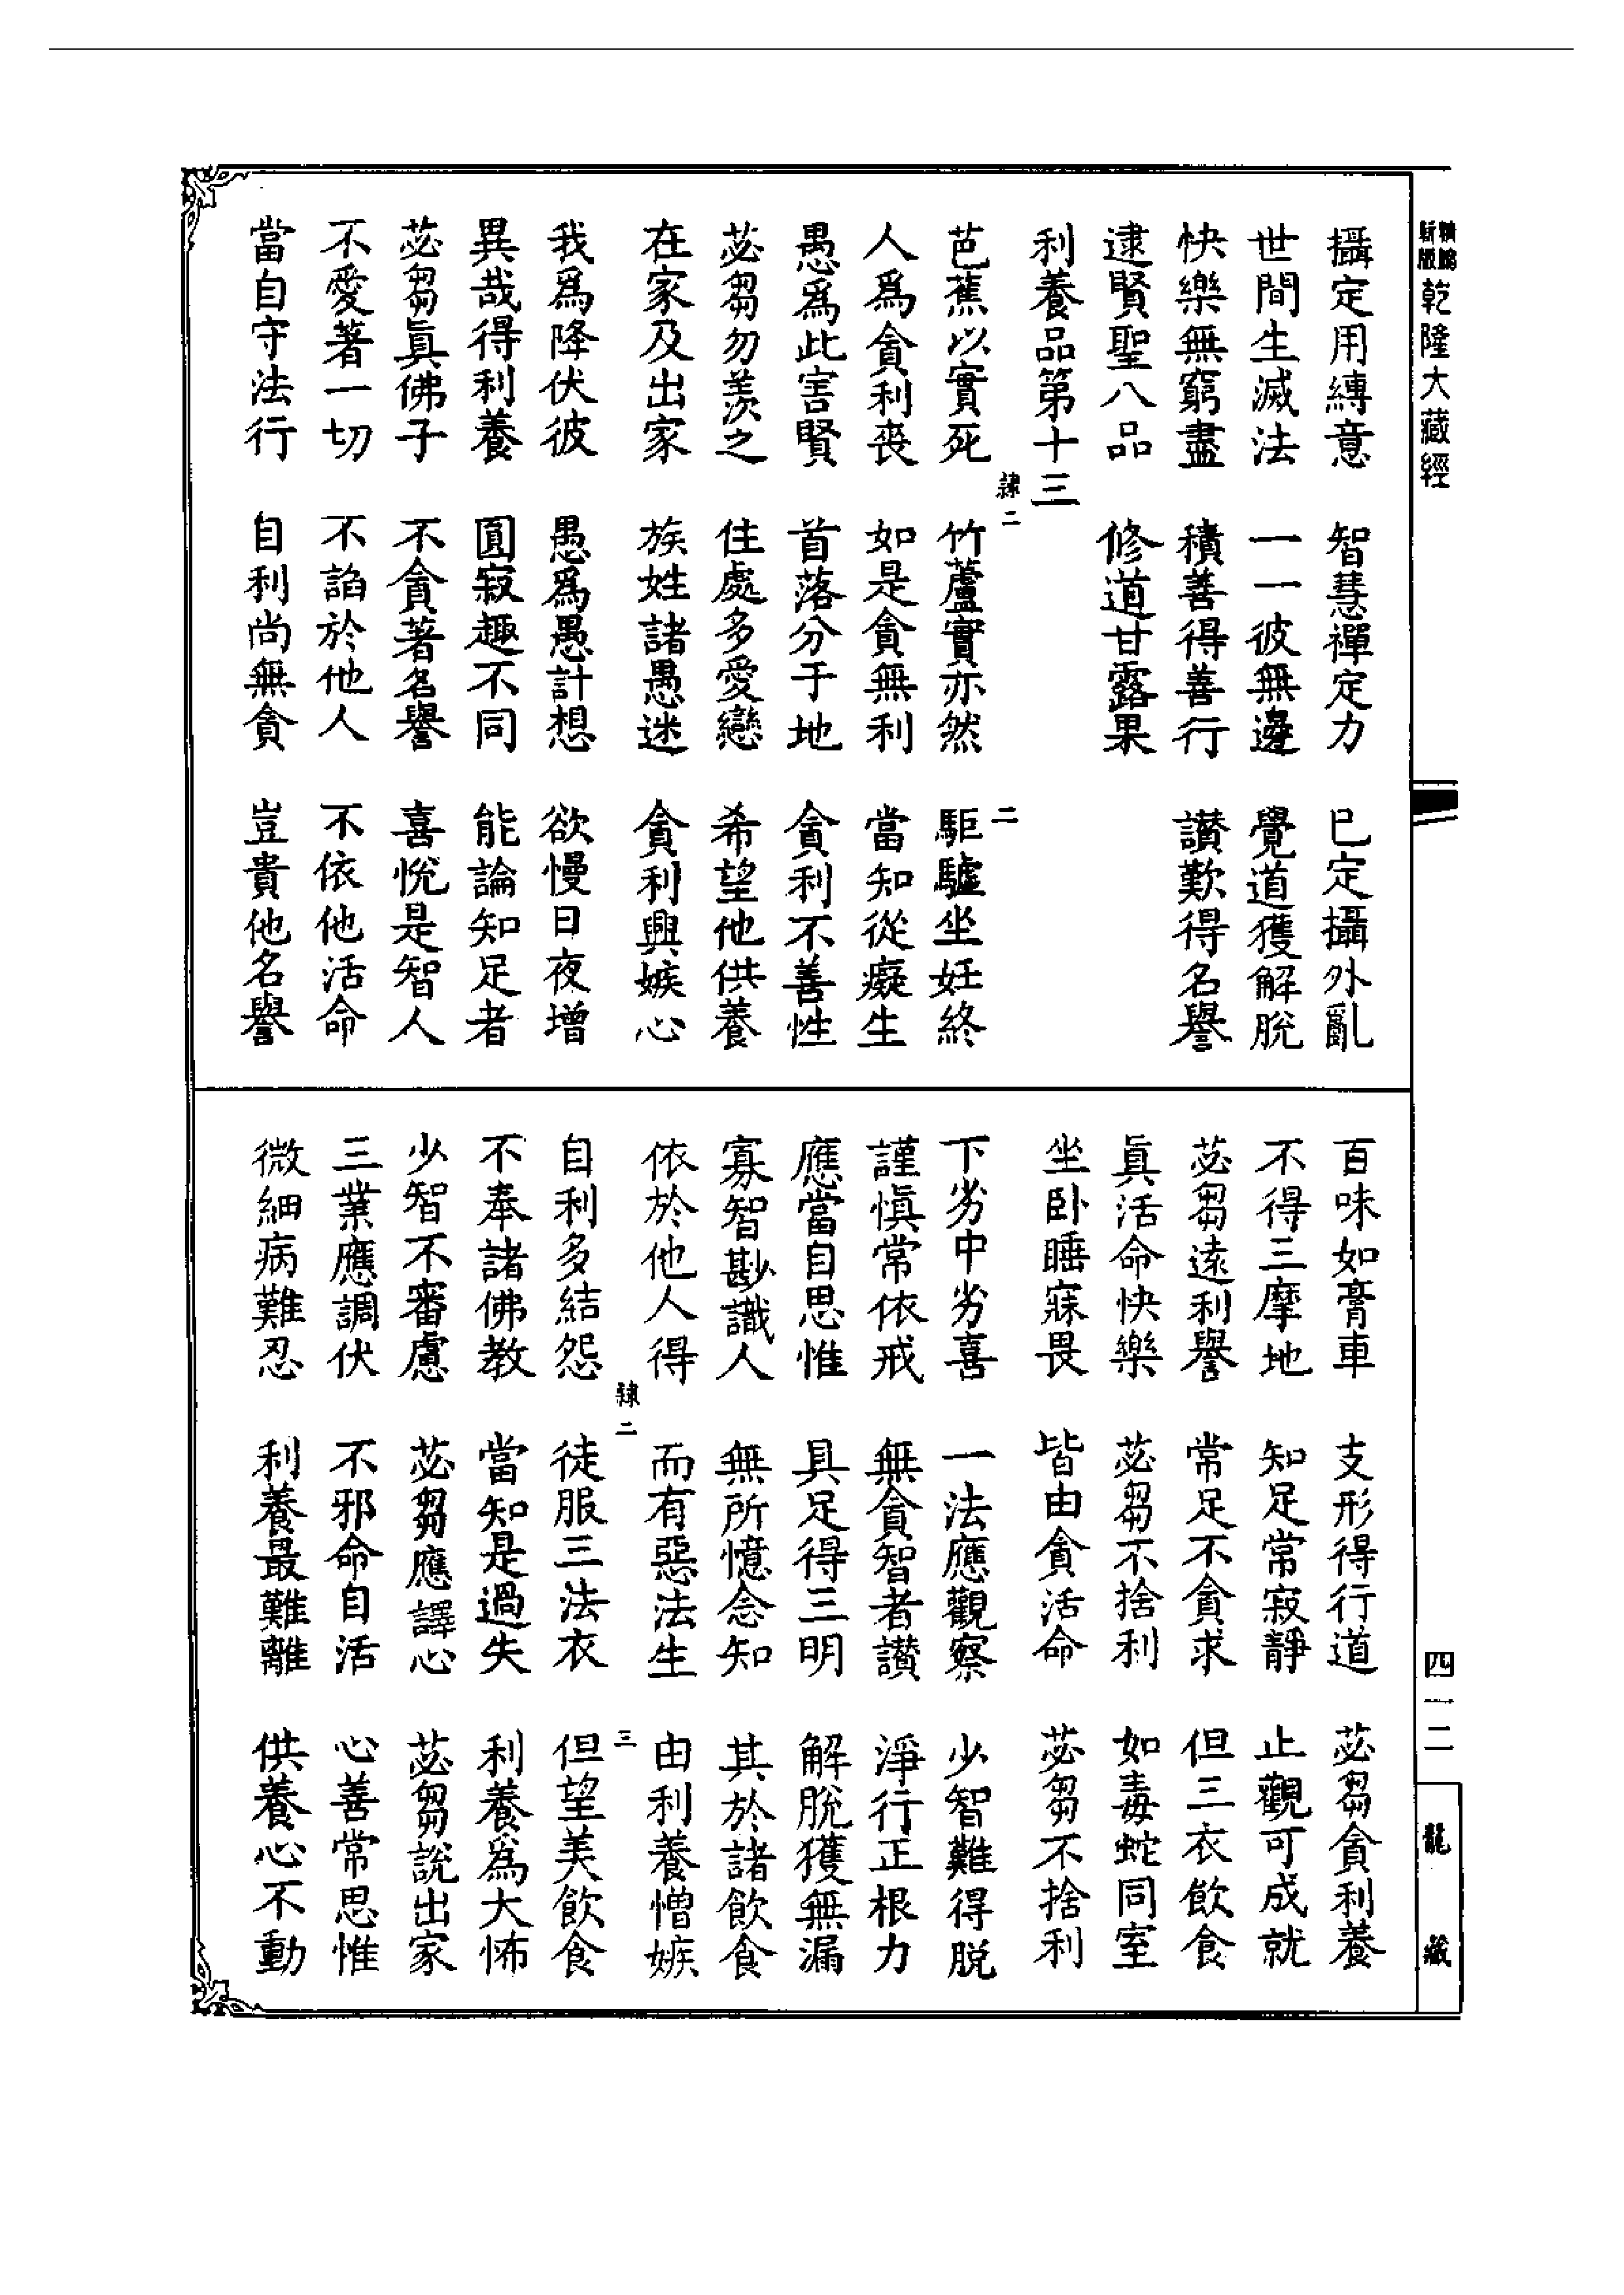 新版精縮乾隆大藏經
攝定用縛意　智慧禪定力　已定攝外亂
世間生滅法　一一彼無邊　覺道獲解脫
快樂無窮盡　積善得善行　讃歎得名譽
逮賢聖八品　修道甘露果
利養品第十三
隸二　二
芭蕉以實死　竹蘆實亦然　駏驉坐妊終
人爲貪利喪　如是貪無利　當知從癡生
愚爲此害賢　首落分于地　貪利不善性
苾芻勿羨之　住處多愛戀　希望他供養
在家及出家　族姓諸愚迷　貪利興嫉心
我爲降伏彼　愚爲愚計想　欲慢日夜增
異哉得利養　圓寂趣不同　能論知足者
苾芻眞佛子　不貪著名譽　喜悅是智人
不愛著一切　不諂於他人　不依他活命
當自守法行　自利尚無貪　豈貴他名譽
百味如膏車　支形得行道　苾芻貪利養
不得三摩地　知足常寂靜　止觀可成就
苾芻遠利譽　常足不貪求　但三衣飲食
眞活命快樂　苾芻不捨利　如毒蛇同室
坐卧睡寐畏　皆由貪活命　苾芻不捨利
下劣中劣喜　一法應觀察　少智難得脫
謹愼常依戒　無貪智者讃　淨行正根力
應當自思惟　具足得三明　解脫獲無漏
寡智尠識人　無所憶念知　其於諸飲食
依於他人得　而有惡法生　由利養憎嫉
隸二　三
自利多結怨　徒服三法衣　但望美飲食
不奉諸佛教　當知是過失　利養爲大怖
少智不審慮　苾芻應譯心　苾芻說出家
三業應調伏　不邪命自活　心善常思惟
微細病難忍　利養最難離　供養心不動
四一二
龍藏